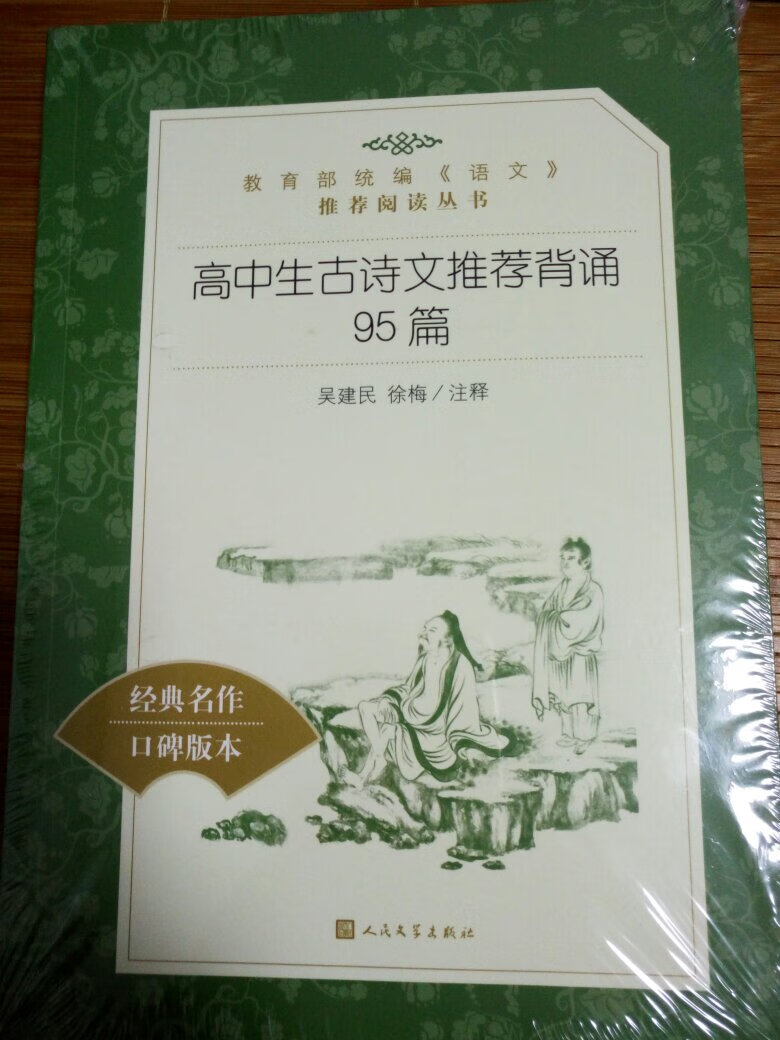 教育部统编《语文》
推荐阅读丛书
高中生古诗文推荐背诵
95篇
吴建民 徐梅/注释
经典名作
口碑版本
人民文学出版社